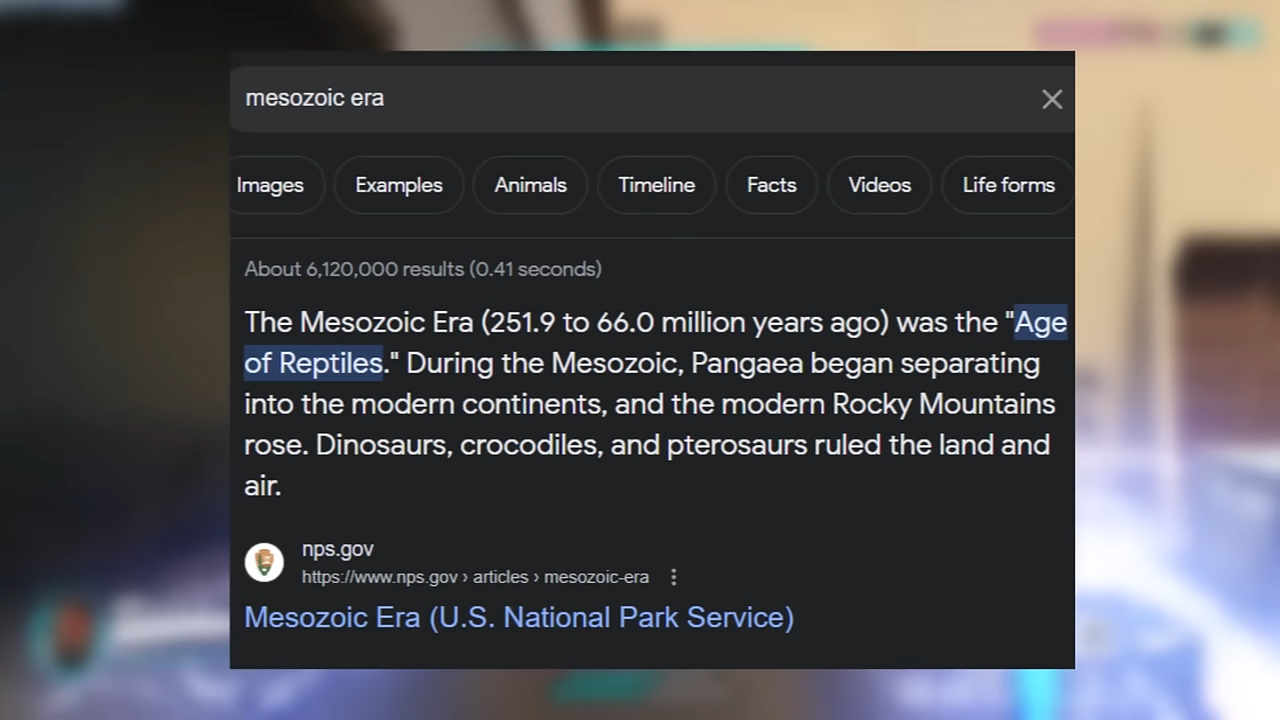 mesozoic era
Images Examples Animals Timeline Facts Videos Life forms
About 6,120,000 results (0.41 seconds)
The Mesozoic Era (251.9 to 66.0 million years ago) was the "Age
of Reptiles." During the Mesozoic, Pangaea began separating
into the modern continents, and the modern Rocky Mountains
rose. Dinosaurs, crocodiles, and pterosaurs ruled the land and
air.
nps.gov
https://www.nps.gov › articles › mesozoic-era
Mesozoic Era (U.S. National Park Service)